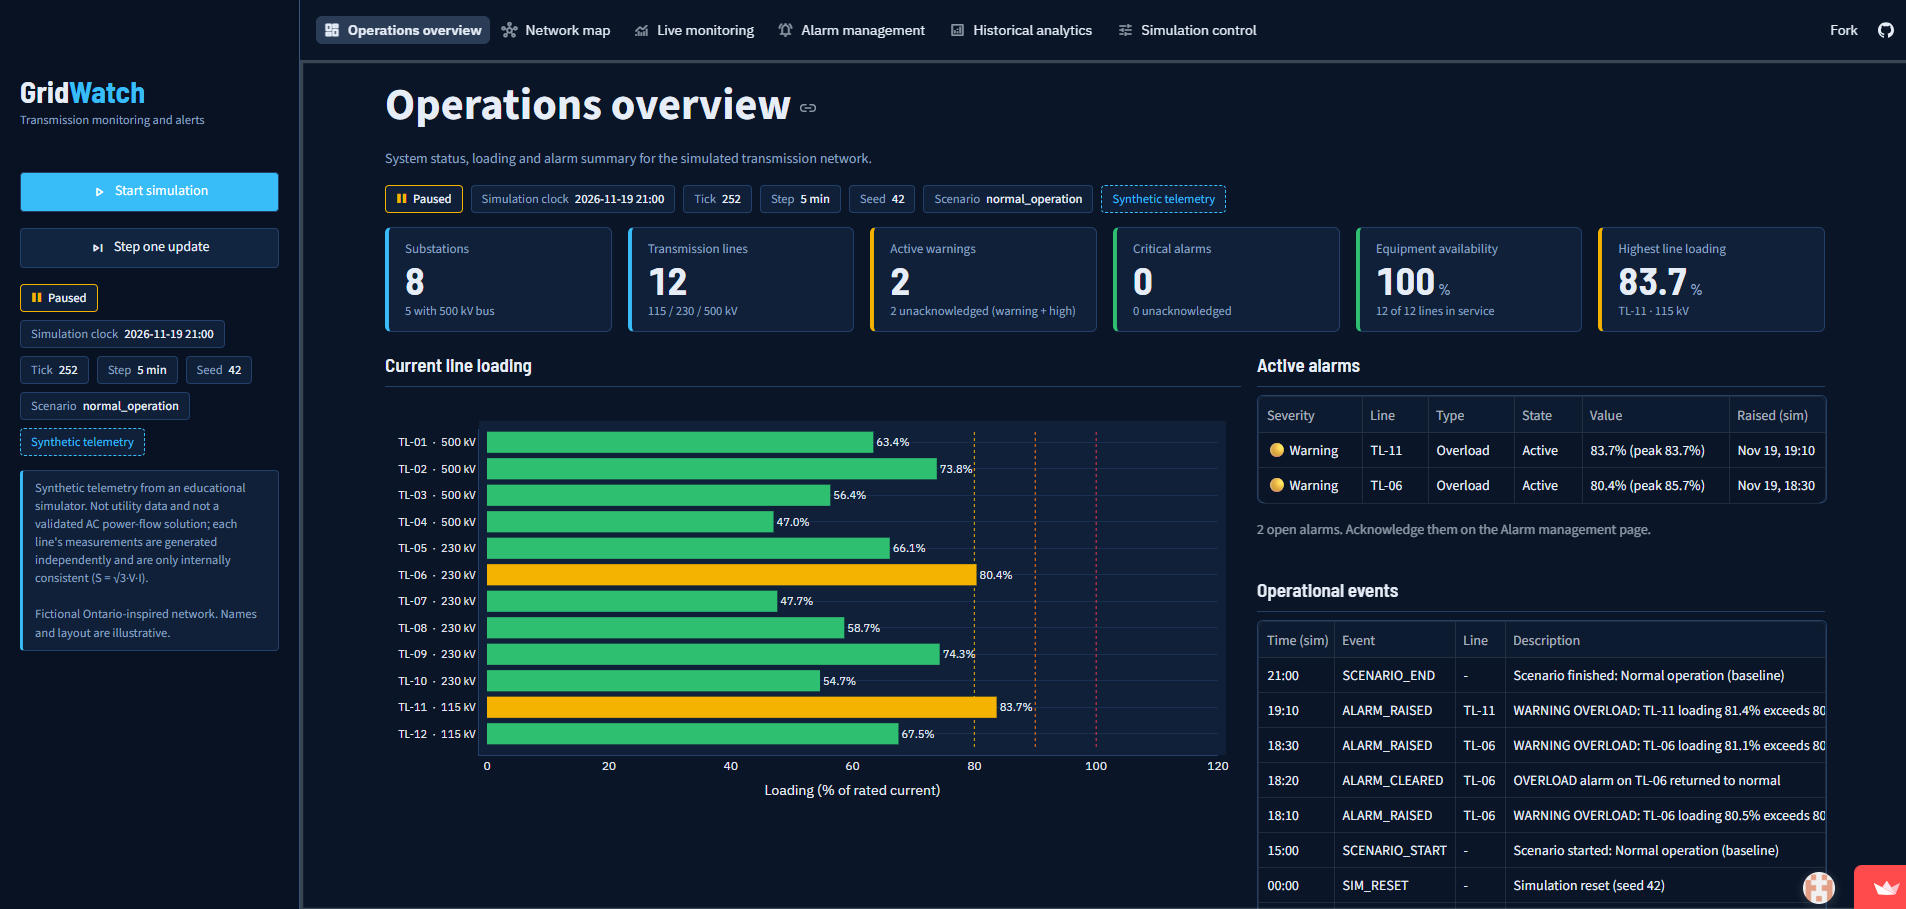 Operations overview
Network map
Live monitoring
Alarm management
Historical analytics
Simulation control
Fork
GridWatch
Transmission monitoring and alerts
Start simulation
Step one update
Paused
Simulation clock 2026-11-19 21:00
Tick 252
Step 5 min
Seed 42
Scenario normal_operation
Synthetic telemetry
Synthetic telemetry from an educational
simulator. Not utility data and not a
validated AC power-flow solution; each
line's measurements are generated
independently and are only internally
consistent (S = √3·V·I).
Fictional Ontario-inspired network. Names
and layout are illustrative.
Operations overview
System status, loading and alarm summary for the simulated transmission network.
Paused
Simulation clock 2026-11-19 21:00
Tick 252
Step 5 min
Seed 42
Scenario normal_operation
Synthetic telemetry
Substations
8
5 with 500 kV bus
Transmission lines
12
115 / 230 / 500 kV
Active warnings
2
2 unacknowledged (warning + high)
Critical alarms
0
0 unacknowledged
Equipment availability
100 %
12 of 12 lines in service
Highest line loading
83.7 %
TL-11 · 115 kV
Current line loading
TL-01 · 500 kV 63.4%
TL-02 · 500 kV 73.8%
TL-03 · 500 kV 56.4%
TL-04 · 500 kV 47.0%
TL-05 · 230 kV 66.1%
TL-06 · 230 kV 80.4%
TL-07 · 230 kV 47.7%
TL-08 · 230 kV 58.7%
TL-09 · 230 kV 74.3%
TL-10 · 230 kV 54.7%
TL-11 · 115 kV 83.7%
TL-12 · 115 kV 67.5%
0 20 40 60 80 100 120
Loading (% of rated current)
Active alarms
Severity Line Type State Value Raised (sim)
Warning TL-11 Overload Active 83.7% (peak 83.7%) Nov 19, 19:10
Warning TL-06 Overload Active 80.4% (peak 85.7%) Nov 19, 18:30
2 open alarms. Acknowledge them on the Alarm management page.
Operational events
Time (sim) Event Line Description
21:00 SCENARIO_END - Scenario finished: Normal operation (baseline)
19:10 ALARM_RAISED TL-11 WARNING OVERLOAD: TL-11 loading 81.4% exceeds 80
18:30 ALARM_RAISED TL-06 WARNING OVERLOAD: TL-06 loading 81.1% exceeds 80
18:20 ALARM_CLEARED TL-06 OVERLOAD alarm on TL-06 returned to normal
18:10 ALARM_RAISED TL-06 WARNING OVERLOAD: TL-06 loading 80.5% exceeds 80
15:00 SCENARIO_START - Scenario started: Normal operation (baseline)
00:00 SIM_RESET - Simulation reset (seed 42)